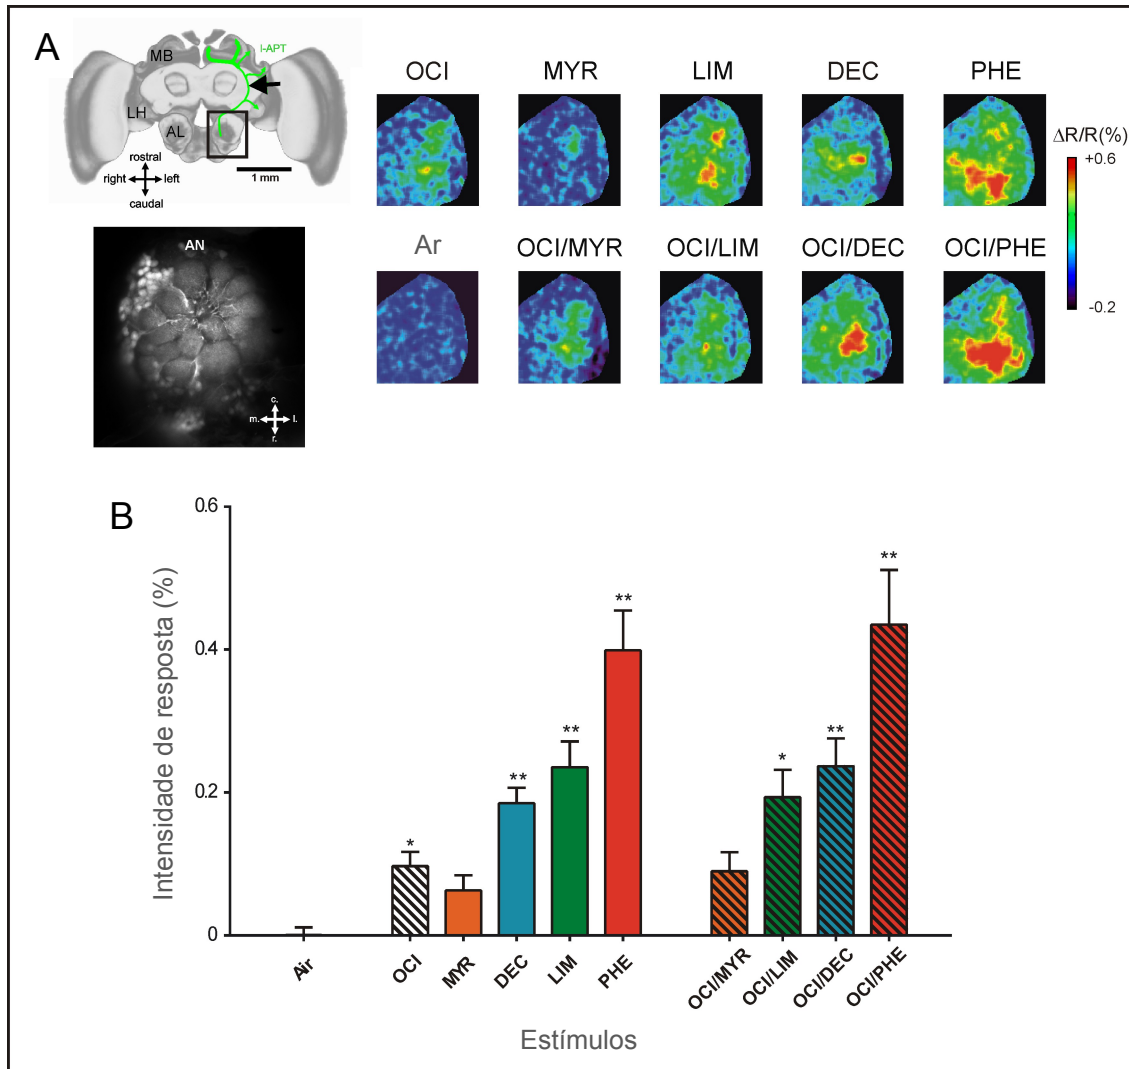 A
MB
l-APT
LH
AL
rostral
right left
caudal
1 mm
AN
c.
m. l.
r.
OCI MYR LIM DEC PHE
Ar OCI/MYR OCI/LIM OCI/DEC OCI/PHE
ΔR/R(%)
+0.6
-0.2
B
Intensidade de resposta (%)
0.6
0.4
0.2
0
* ** ** ** * ** **
Air OCI MYR DEC LIM PHE OCI/MYR OCI/LIM OCI/DEC OCI/PHE
Estímulos